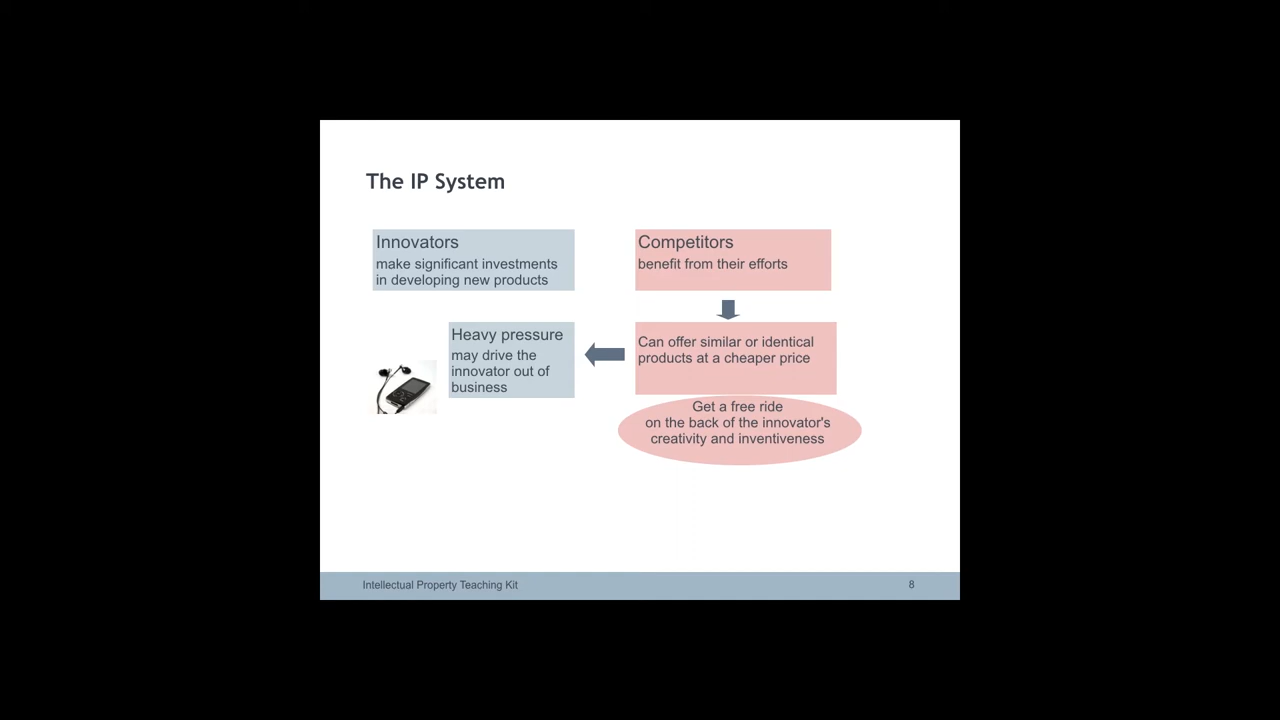 The IP System
Innovators
make significant investments
in developing new products
Competitors
benefit from their efforts
Heavy pressure
may drive the
innovator out of
business
Can offer similar or identical
products at a cheaper price
Get a free ride
on the back of the innovator's
creativity and inventiveness
Intellectual Property Teaching Kit
8